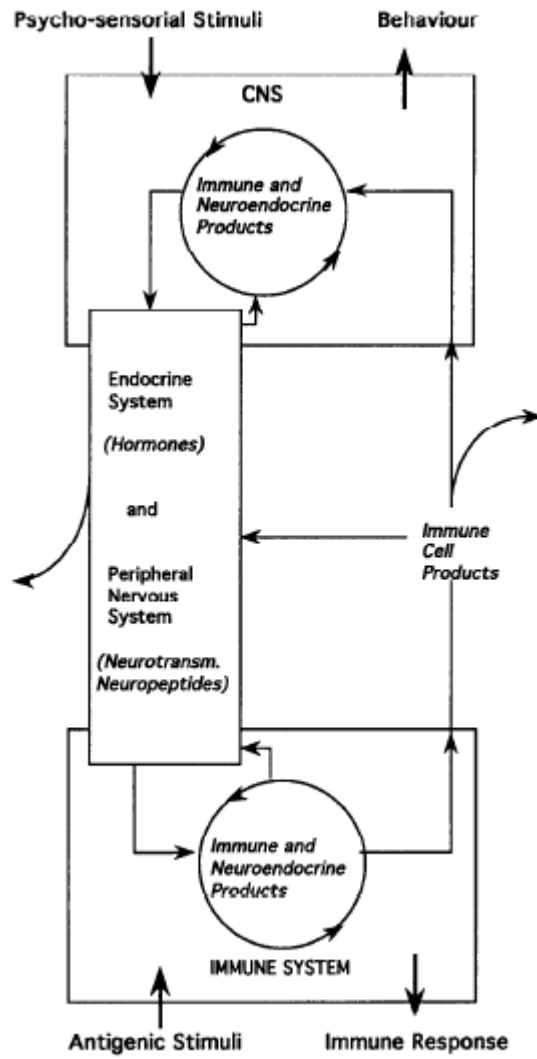 Psycho-sensorial Stimuli
Behaviour
CNS
Immune and
Neuroendocrine
Products
Endocrine
System
(Hormones)
and
Peripheral
Nervous
System
(Neurotransm.
Neuropeptides)
Immune
Cell
Products
Immune and
Neuroendocrine
Products
IMMUNE SYSTEM
Antigenic Stimuli
Immune Response